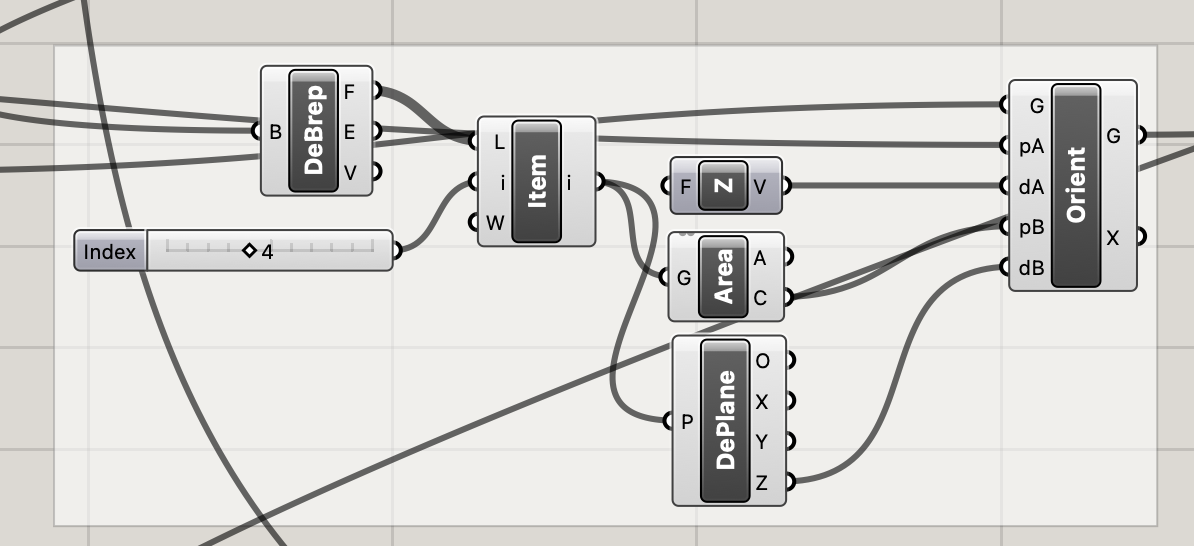 DeBrep
B
F
E
V
Index
4
Item
L
i
W
i
F
Z
V
Area
G
A
C
DePlane
P
O
X
Y
Z
Orient
G
pA
dA
pB
dB
G
X